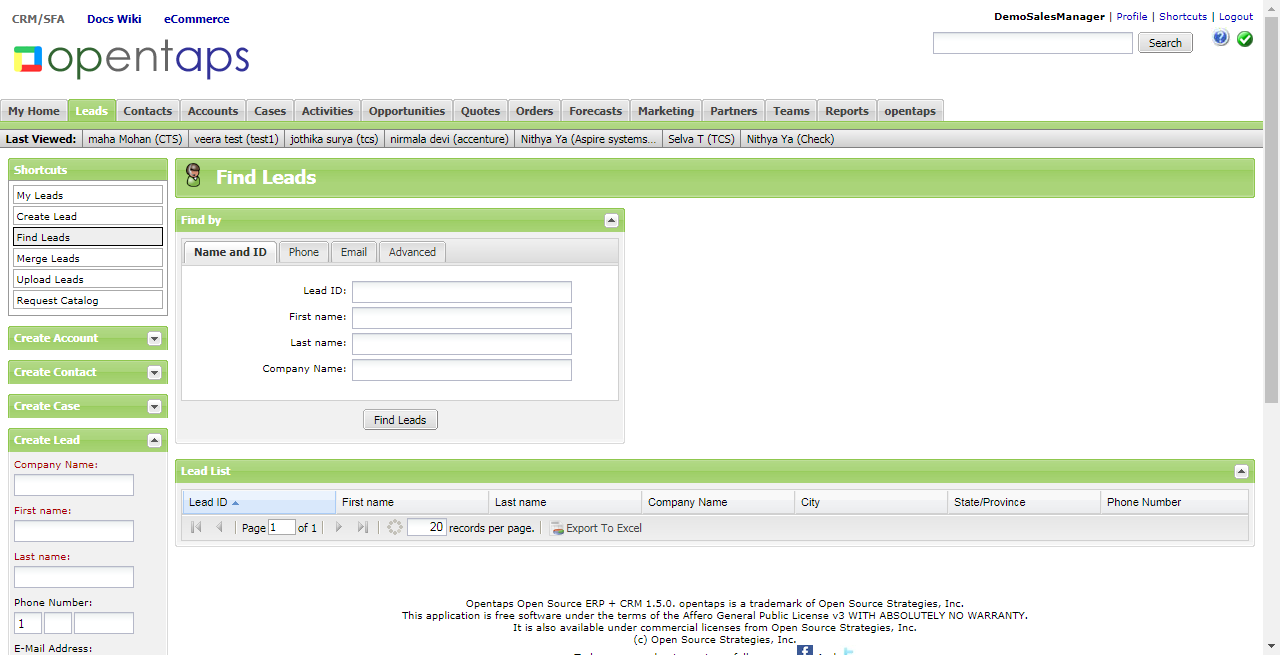 CRM/SFA Docs Wiki eCommerce
DemoSalesManager | Profile | Shortcuts | Logout
opentaps
Search
My Home Leads Contacts Accounts Cases Activities Opportunities Quotes Orders Forecasts Marketing Partners Teams Reports opentaps
Last Viewed: maha Mohan (CTS) veera test (test1) jothika surya (tcs) nirmala devi (accenture) Nithya Ya (Aspire systems... Selva T (TCS) Nithya Ya (Check)
Shortcuts
My Leads
Create Lead
Find Leads
Merge Leads
Upload Leads
Request Catalog
Create Account
Create Contact
Create Case
Create Lead
Company Name:
First name:
Last name:
Phone Number:
1
E-Mail Address:
Find Leads
Find by
Name and ID Phone Email Advanced
Lead ID:
First name:
Last name:
Company Name:
Find Leads
Lead List
Lead ID First name Last name Company Name City State/Province Phone Number
Page 1 of 1 20 records per page. Export To Excel
Opentaps Open Source ERP + CRM 1.5.0. opentaps is a trademark of Open Source Strategies, Inc.
This application is free software under the terms of the Affero General Public License v3 WITH ABSOLUTELY NO WARRANTY.
It is also available under commercial licenses from Open Source Strategies, Inc.
(c) Open Source Strategies, Inc.